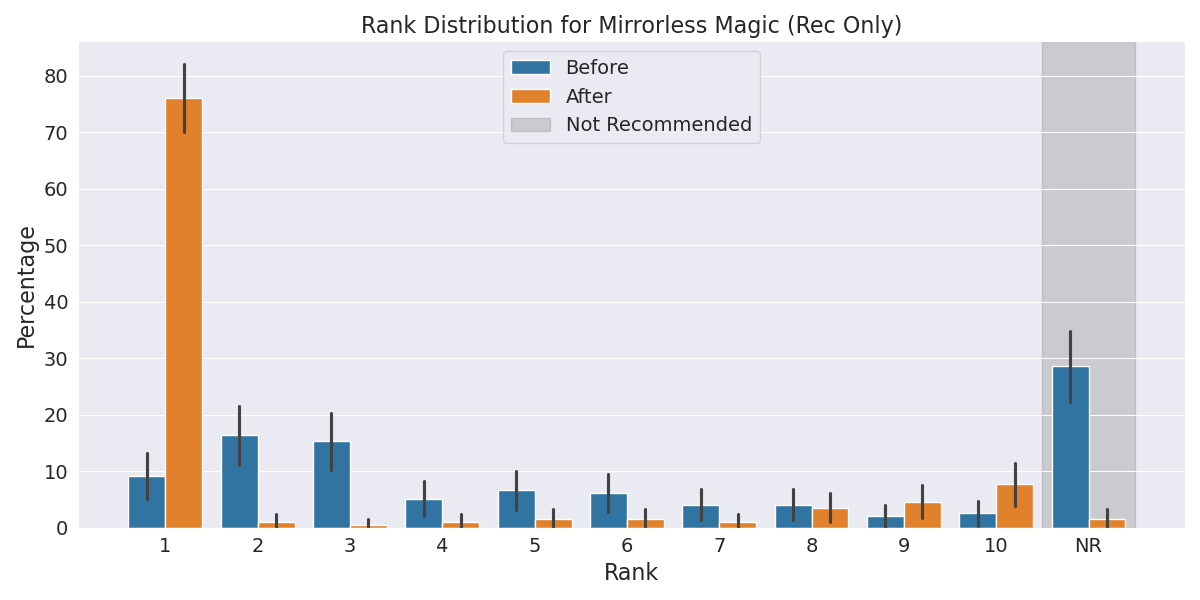 Rank Distribution for Mirrorless Magic (Rec Only)
Before
After
Not Recommended
Percentage
80
70
60
50
40
30
20
10
0
1 2 3 4 5 6 7 8 9 10 NR
Rank